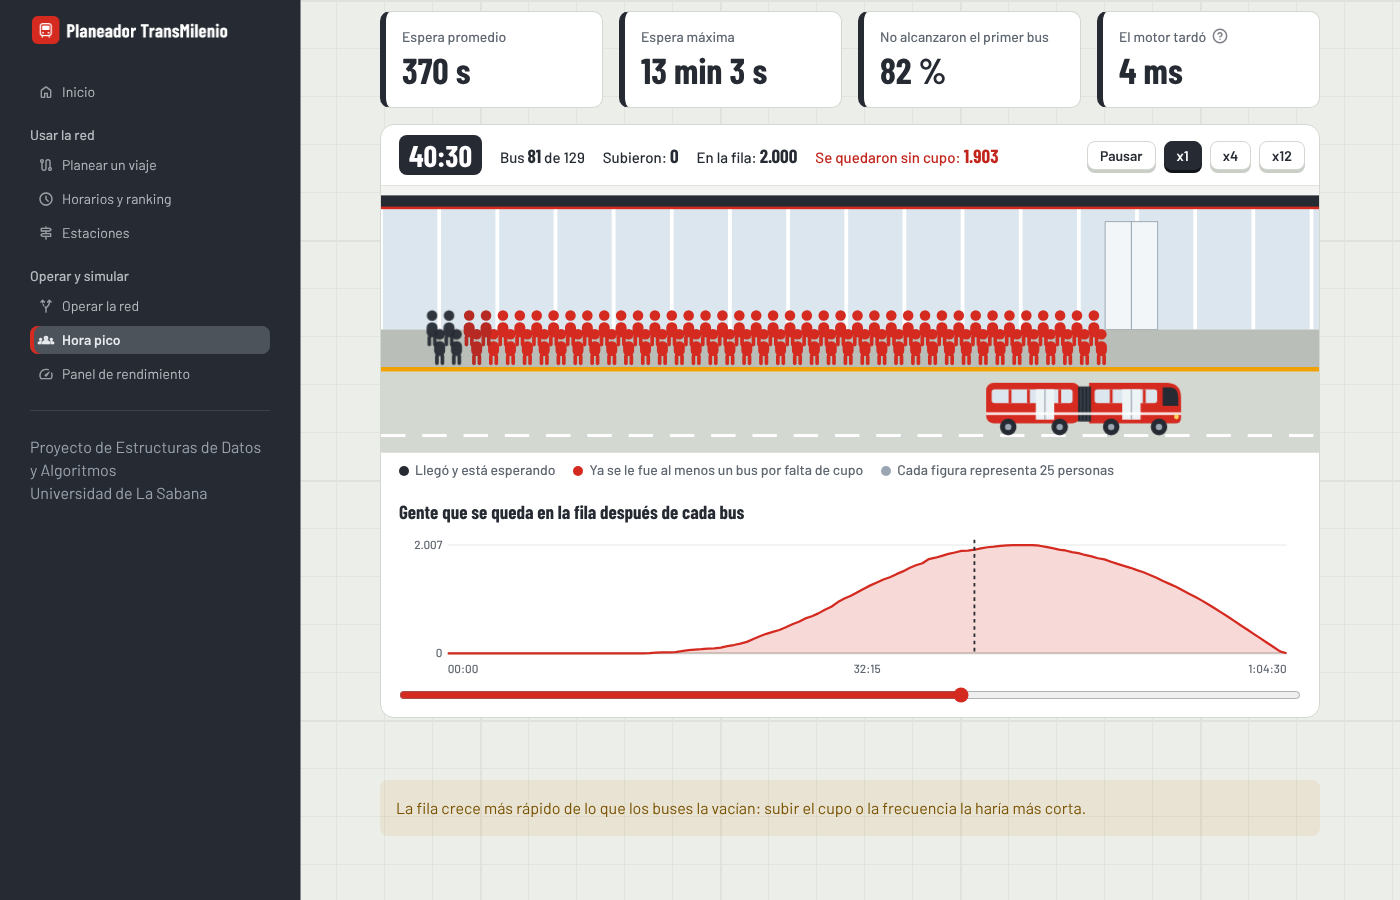 Planeador TransMilenio
Inicio
Usar la red
Planear un viaje
Horarios y ranking
Estaciones
Operar y simular
Operar la red
Hora pico
Panel de rendimiento
Proyecto de Estructuras de Datos
y Algoritmos
Universidad de La Sabana
Espera promedio
370 s
Espera máxima
13 min 3 s
No alcanzaron el primer bus
82 %
El motor tardó ?
4 ms
40:30 Bus 81 de 129 Subieron: 0 En la fila: 2.000 Se quedaron sin cupo: 1.903 Pausar x1 x4 x12
Llegó y está esperando Ya se le fue al menos un bus por falta de cupo Cada figura representa 25 personas
Gente que se queda en la fila después de cada bus
2.007
0
00:00 32:15 1:04:30
La fila crece más rápido de lo que los buses la vacían: subir el cupo o la frecuencia la haría más corta.